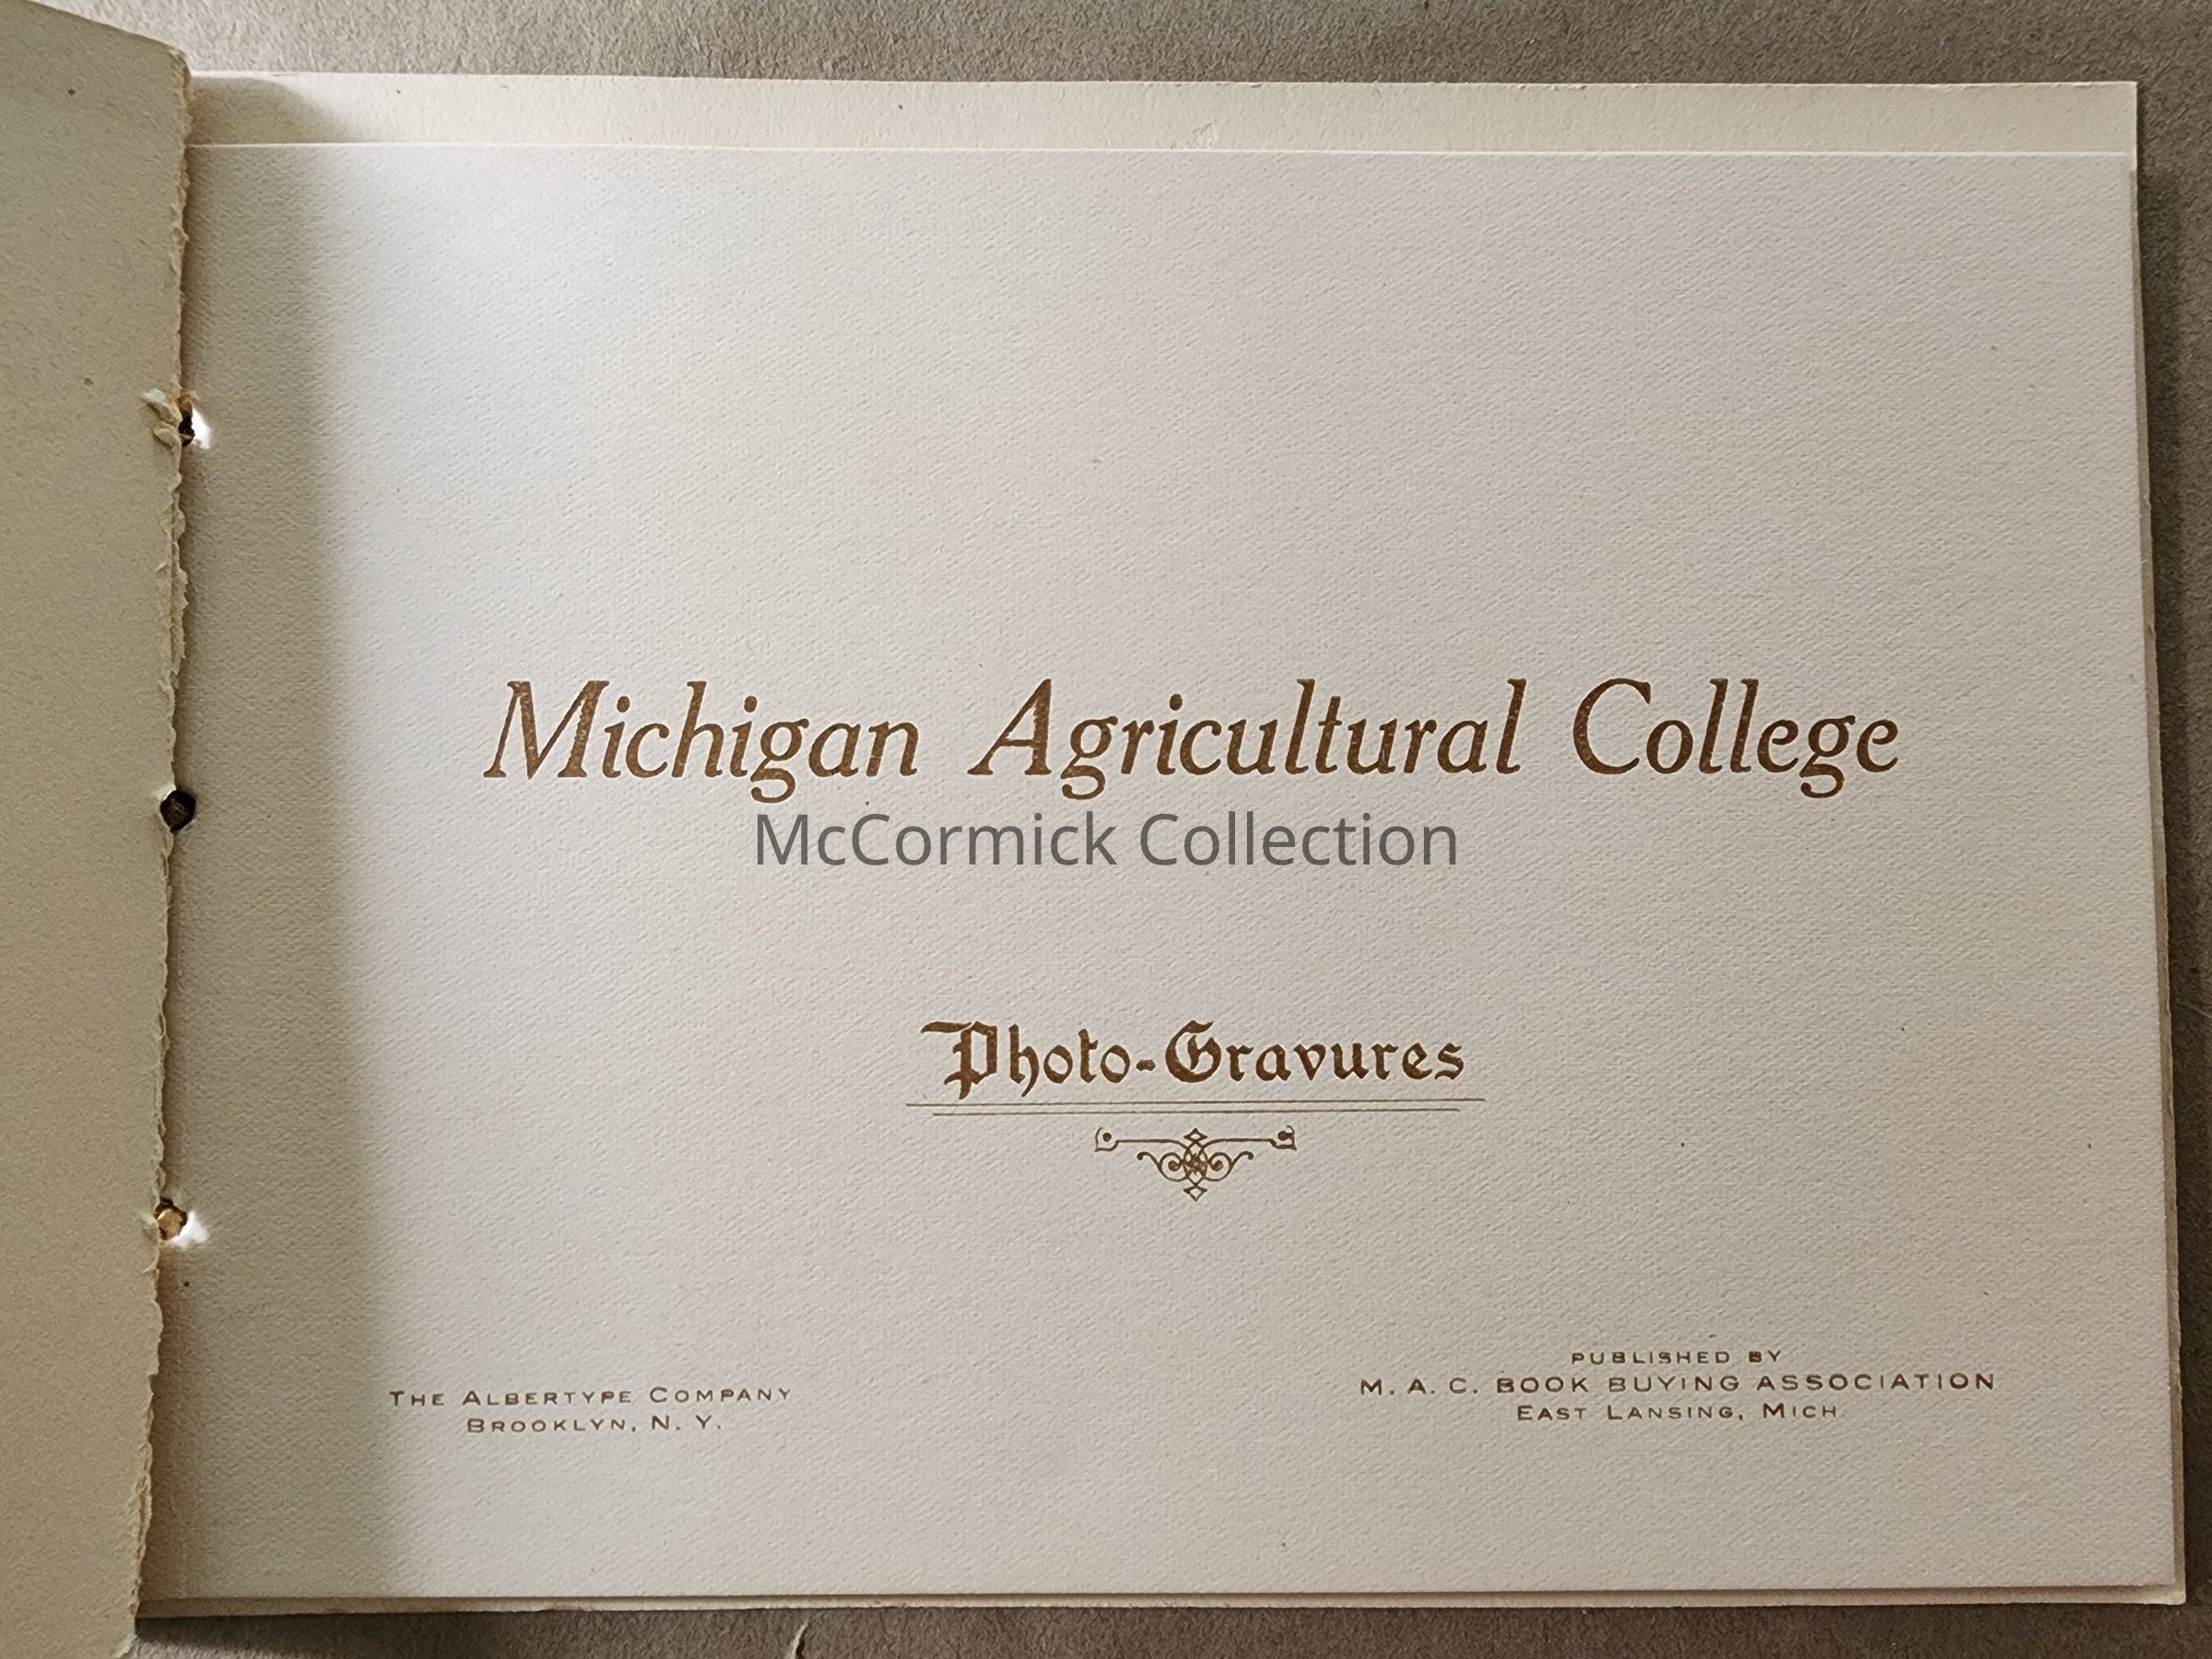 Michigan Agricultural College
McCormick Collection
Photo-Gravures
THE ALBERTYPE COMPANY
BROOKLYN, N. Y.
PUBLISHED BY
M. A. C. BOOK BUYING ASSOCIATION
EAST LANSING, MICH.